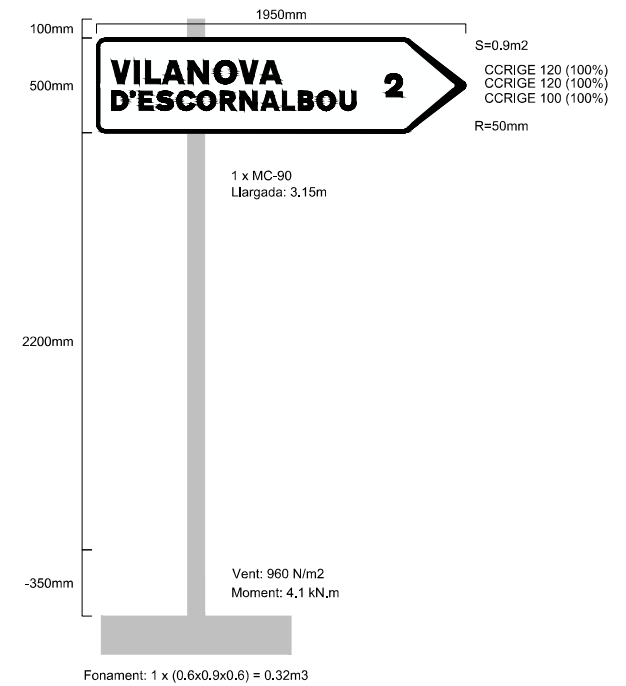 1950mm
100mm
S=0.9m2
VILANOVA
D'ESCORNALBOU
2
500mm
CCRIGE 120 (100%)
CCRIGE 120 (100%)
CCRIGE 100 (100%)
R=50mm
1 x MC-90
Llargada: 3.15m
2200mm
-350mm
Vent: 960 N/m2
Moment: 4.1 kN.m
Fonament: 1 x (0.6x0.9x0.6) = 0.32m3